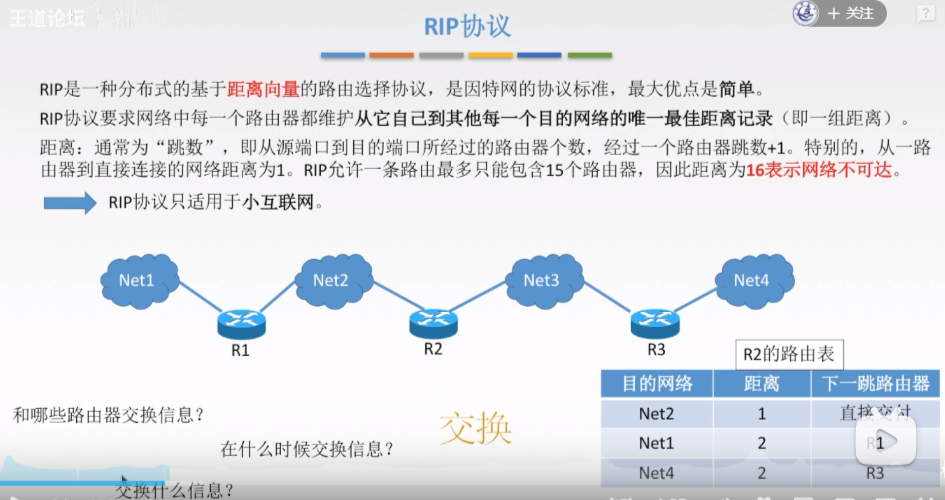 王道论坛
+ 关注
RIP协议
RIP是一种分布式的基于距离向量的路由选择协议，是因特网的协议标准，最大优点是简单。
RIP协议要求网络中每一个路由器都维护从它自己到其他每一个目的网络的唯一最佳距离记录（即一组距离）。
距离：通常为“跳数”，即从源端口到目的端口所经过的路由器个数，经过一个路由器跳数+1。特别的，从一路
由器到直接连接的网络距离为1。RIP允许一条路由最多只能包含15个路由器，因此距离为16表示网络不可达。
RIP协议只适用于小互联网。
Net1
Net2
Net3
Net4
R1
R2
R3
R2的路由表
目的网络 距离 下一跳路由器
Net2 1 直接交付
Net1 2 R1
Net4 2 R3
和哪些路由器交换信息？
交换
在什么时候交换信息？
交换什么信息？